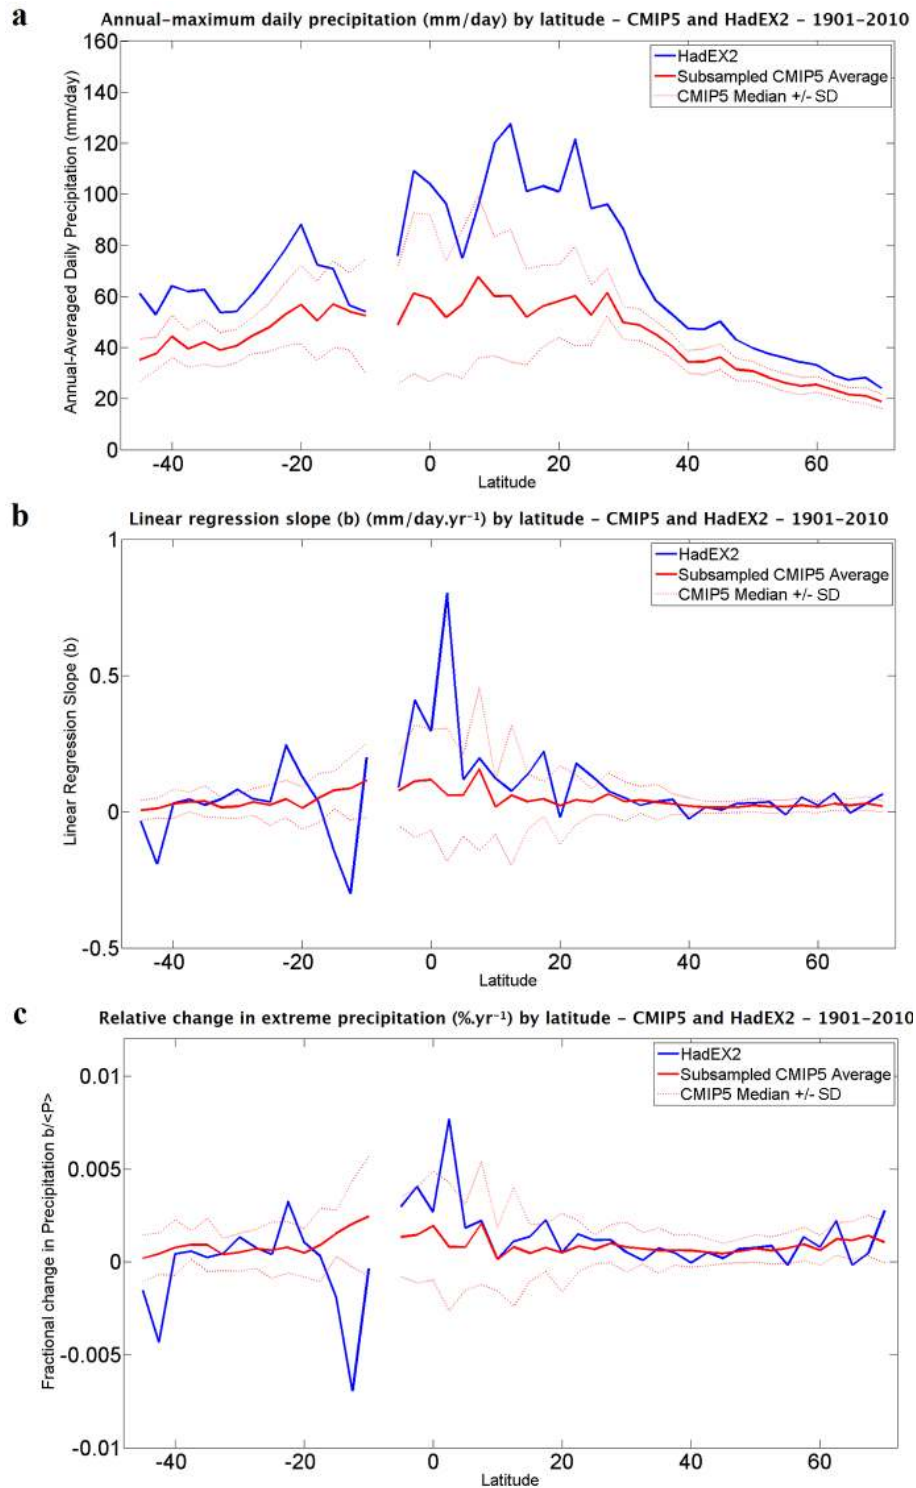 a
Annual-maximum daily precipitation (mm/day) by latitude – CMIP5 and HadEX2 – 1901-2010
Annual-Averaged Daily Precipitation (mm/day)
160
140
120
100
80
60
40
20
0
HadEX2
Subsampled CMIP5 Average
CMIP5 Median +/- SD
-40 -20 0 20 40 60
Latitude
b
Linear regression slope (b) (mm/day.yr⁻¹) by latitude – CMIP5 and HadEX2 – 1901-2010
Linear Regression Slope (b)
1
0.5
0
-0.5
HadEX2
Subsampled CMIP5 Average
CMIP5 Median +/- SD
-40 -20 0 20 40 60
Latitude
c
Relative change in extreme precipitation (%.yr⁻¹) by latitude – CMIP5 and HadEX2 – 1901-2010
Fractional change in Precipitation b/<P>
0.01
0.005
0
-0.005
-0.01
HadEX2
Subsampled CMIP5 Average
CMIP5 Median +/- SD
-40 -20 0 20 40 60
Latitude